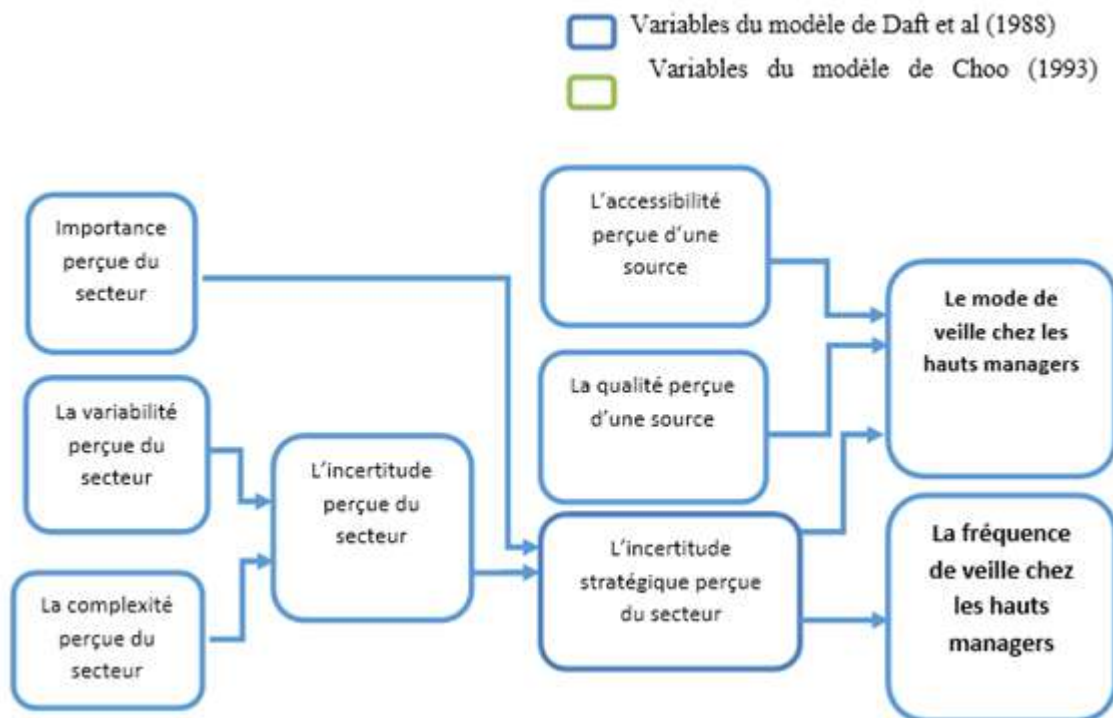 Variables du modèle de Daft et al (1988)
Variables du modèle de Choo (1993)
Importance
perçue du
secteur
La variabilité
perçue du
secteur
La complexité
perçue du
secteur
L'incertitude
perçue du
secteur
L'accessibilité
perçue d'une
source
La qualité perçue
d'une source
L'incertitude
stratégique perçue
du secteur
Le mode de
veille chez les
hauts managers
La fréquence
de veille chez
les hauts
managers